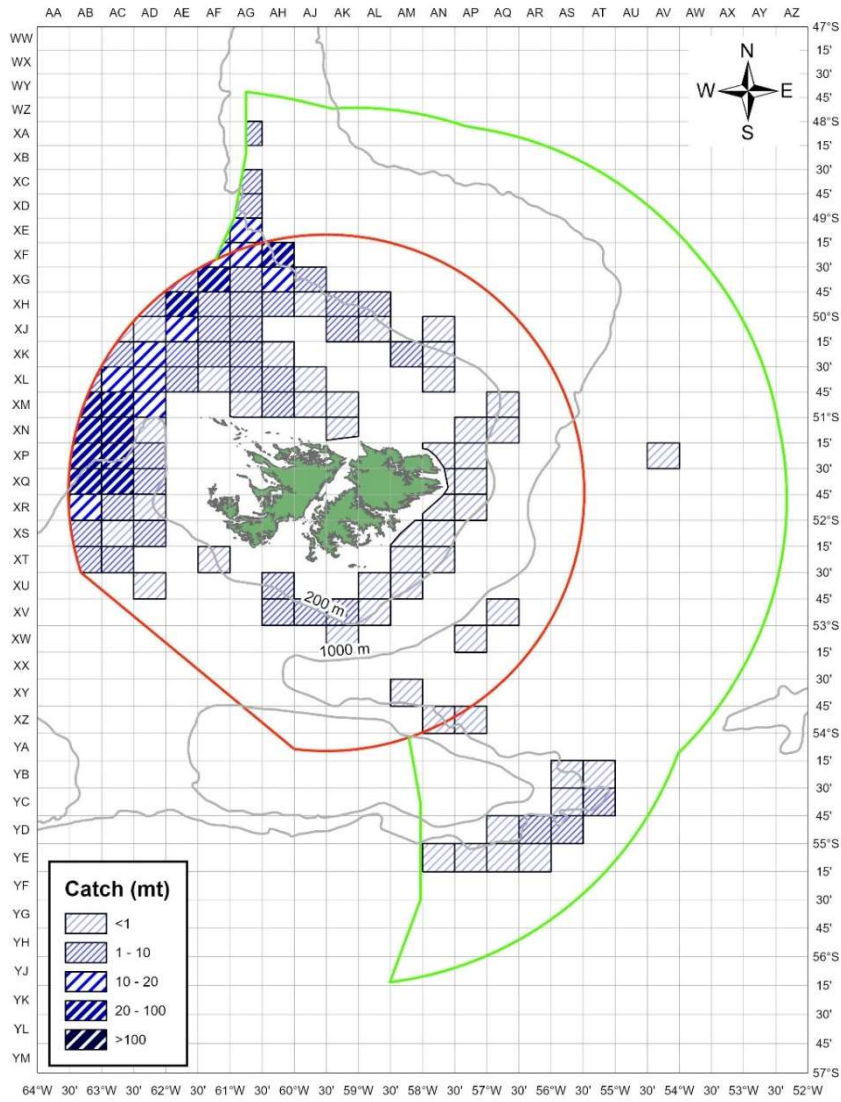 AA AB AC AD AE AF AG AH AJ AK AL AM AN AP AQ AR AS AT AU AV AW AX AY AZ
47°S
WW
15'
WX
30'
WY
45'
WZ
48°S
XA
15'
XB
30'
XC
45'
XD
49°S
XE
15'
XF
30'
XG
45'
XH
50°S
XJ
15'
XK
30'
XL
45'
XM
51°S
XN
15'
XP
30'
XQ
45'
XR
52°S
XS
15'
XT
30'
XU
45'
XV
53°S
XW
15'
XX
30'
XY
45'
XZ
54°S
YA
15'
YB
30'
YC
45'
YD
55°S
YE
15'
YF
30'
YG
45'
YH
56°S
YJ
15'
YK
30'
YL
45'
YM
57°S
N
W E
S
200 m
1000 m
Catch (mt)
<1
1 - 10
10 - 20
20 - 100
>100
64°W 30' 63°W 30' 62°W 30' 61°W 30' 60°W 30' 59°W 30' 58°W 30' 57°W 30' 56°W 30' 55°W 30' 54°W 30' 53°W 30' 52°W